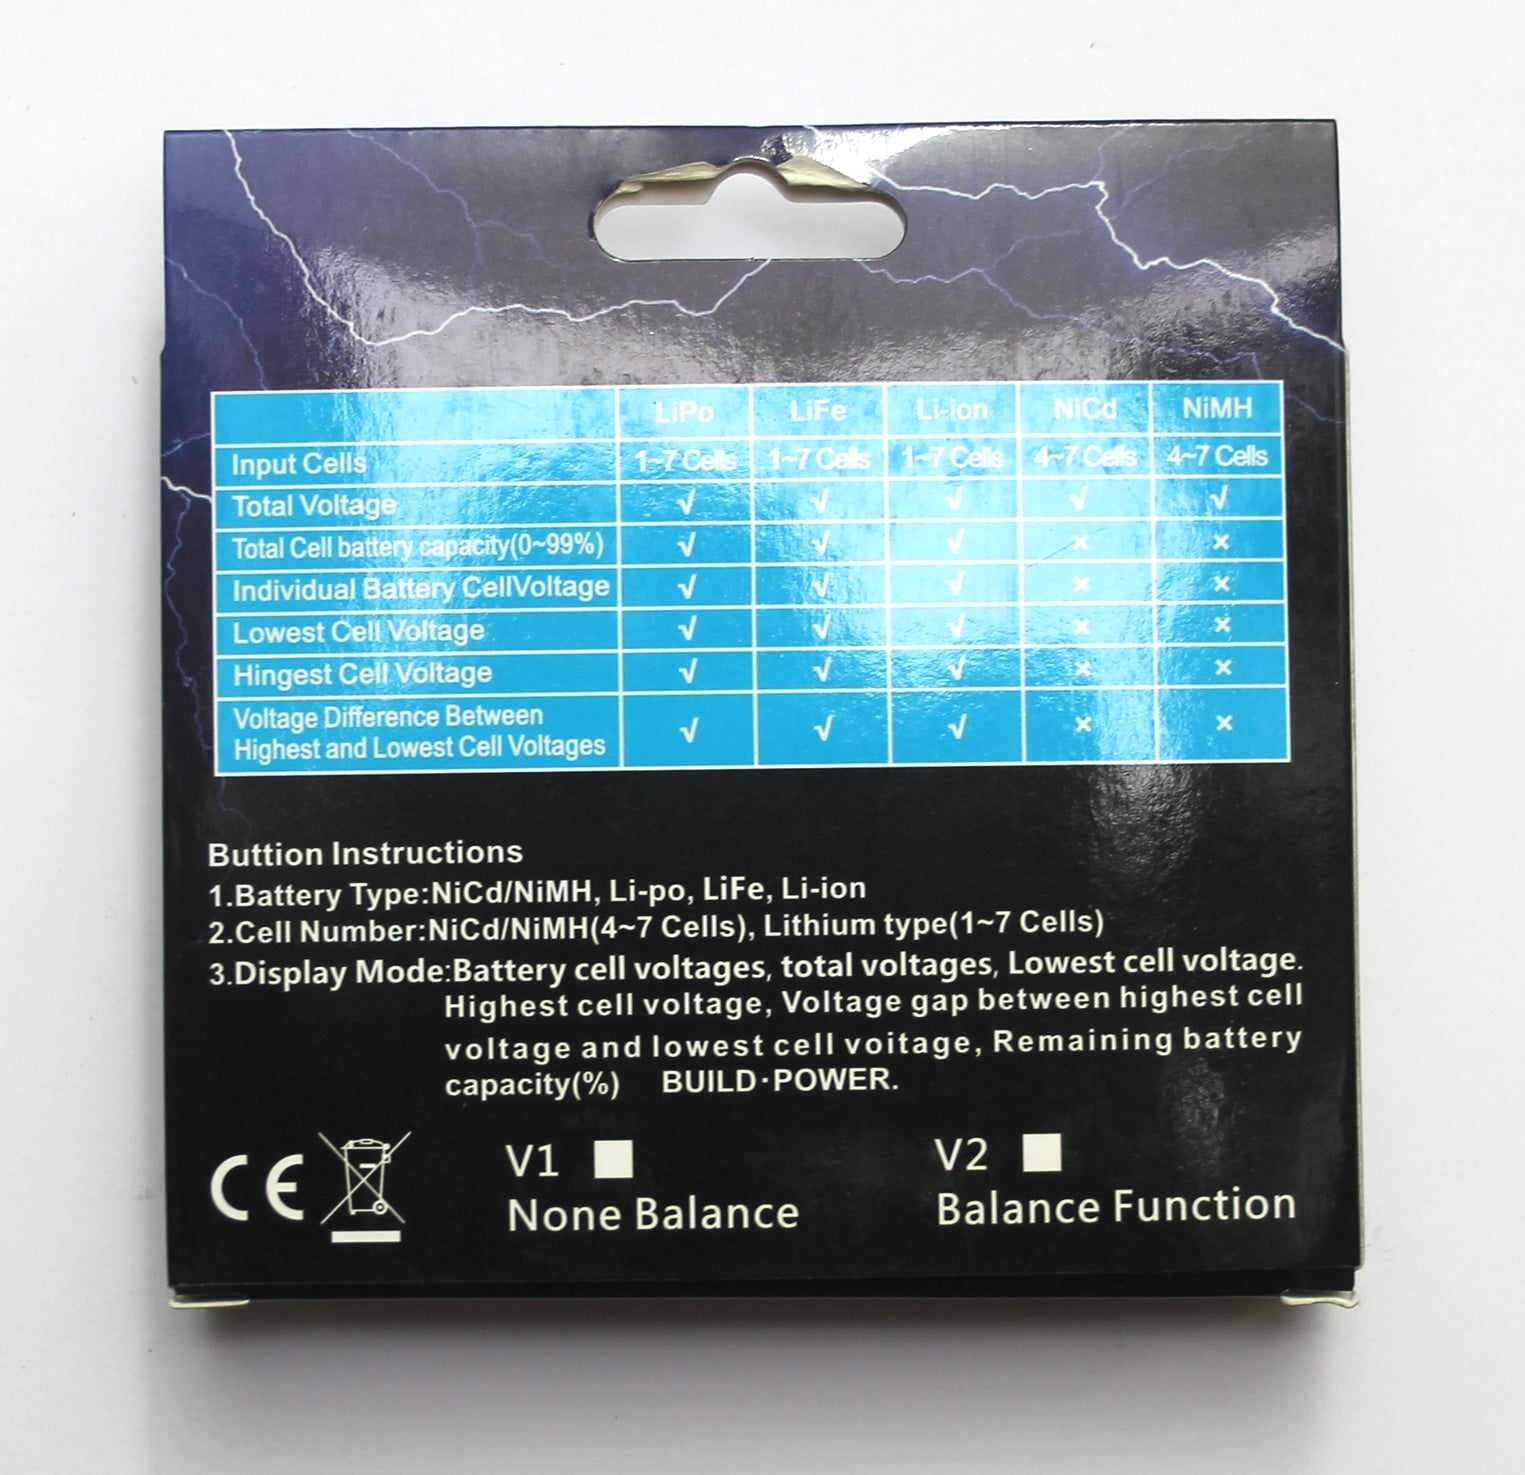 LiPo LiFe Li-ion NiCd NiMH
Input Cells 1~7 Cells 1~7 Cells 1~7 Cells 4~7 Cells 4~7 Cells
Total Voltage √ √ √ √ √
Total Cell battery capacity(0~99%) √ √ √ × ×
Individual Battery CellVoltage √ √ √ × ×
Lowest Cell Voltage √ √ √ × ×
Hingest Cell Voltage √ √ √ × ×
Voltage Difference Between
Highest and Lowest Cell Voltages √ √ √ × ×
Buttion Instructions
1.Battery Type:NiCd/NiMH, Li-po, LiFe, Li-ion
2.Cell Number:NiCd/NiMH(4~7 Cells), Lithium type(1~7 Cells)
3.Display Mode:Battery cell voltages, total voltages, Lowest cell voltage.
Highest cell voltage, Voltage gap between highest cell
voltage and lowest cell voitage, Remaining battery
capacity(%) BUILD·POWER.
CE V1 V2
None Balance Balance Function